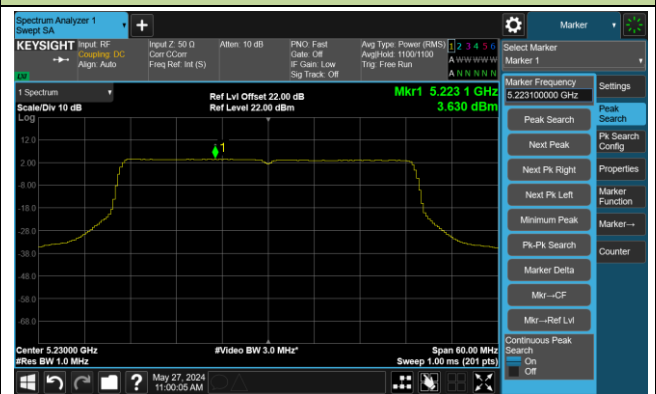 Spectrum Analyzer 1
Swept SA
+
Marker
KEYSIGHT
Input: RF
Coupling: DC
Align: Auto
Input Z: 50 Ω
Corr CCorr
Freq Ref: Int (S)
Atten: 10 dB
PNO: Fast
Gate: Off
IF Gain: Low
Sig Track: Off
Avg Type: Power (RMS)
Avg|Hold: 1100/1100
Trig: Free Run
1 2 3 4 5 6
A W W W W W
A N N N N N
LXI
Select Marker
Marker 1
1 Spectrum
Scale/Div 10 dB
Log
Ref Lvl Offset 22.00 dB
Ref Level 22.00 dBm
Mkr1 5.223 1 GHz
3.630 dBm
12.0
2.00
-8.00
-18.0
-28.0
-38.0
-48.0
-58.0
-68.0
1
Center 5.23000 GHz
#Res BW 1.0 MHz
#Video BW 3.0 MHz*
Span 60.00 MHz
Sweep 1.00 ms (201 pts)
Marker Frequency
5.223100000 GHz
Peak Search
Next Peak
Next Pk Right
Next Pk Left
Minimum Peak
Pk-Pk Search
Marker Delta
Mkr→CF
Mkr→Ref Lvl
Continuous Peak
Search
On
Off
Settings
Peak
Search
Pk Search
Config
Properties
Marker
Function
Marker→
Counter
?
May 27, 2024
11:00:05 AM